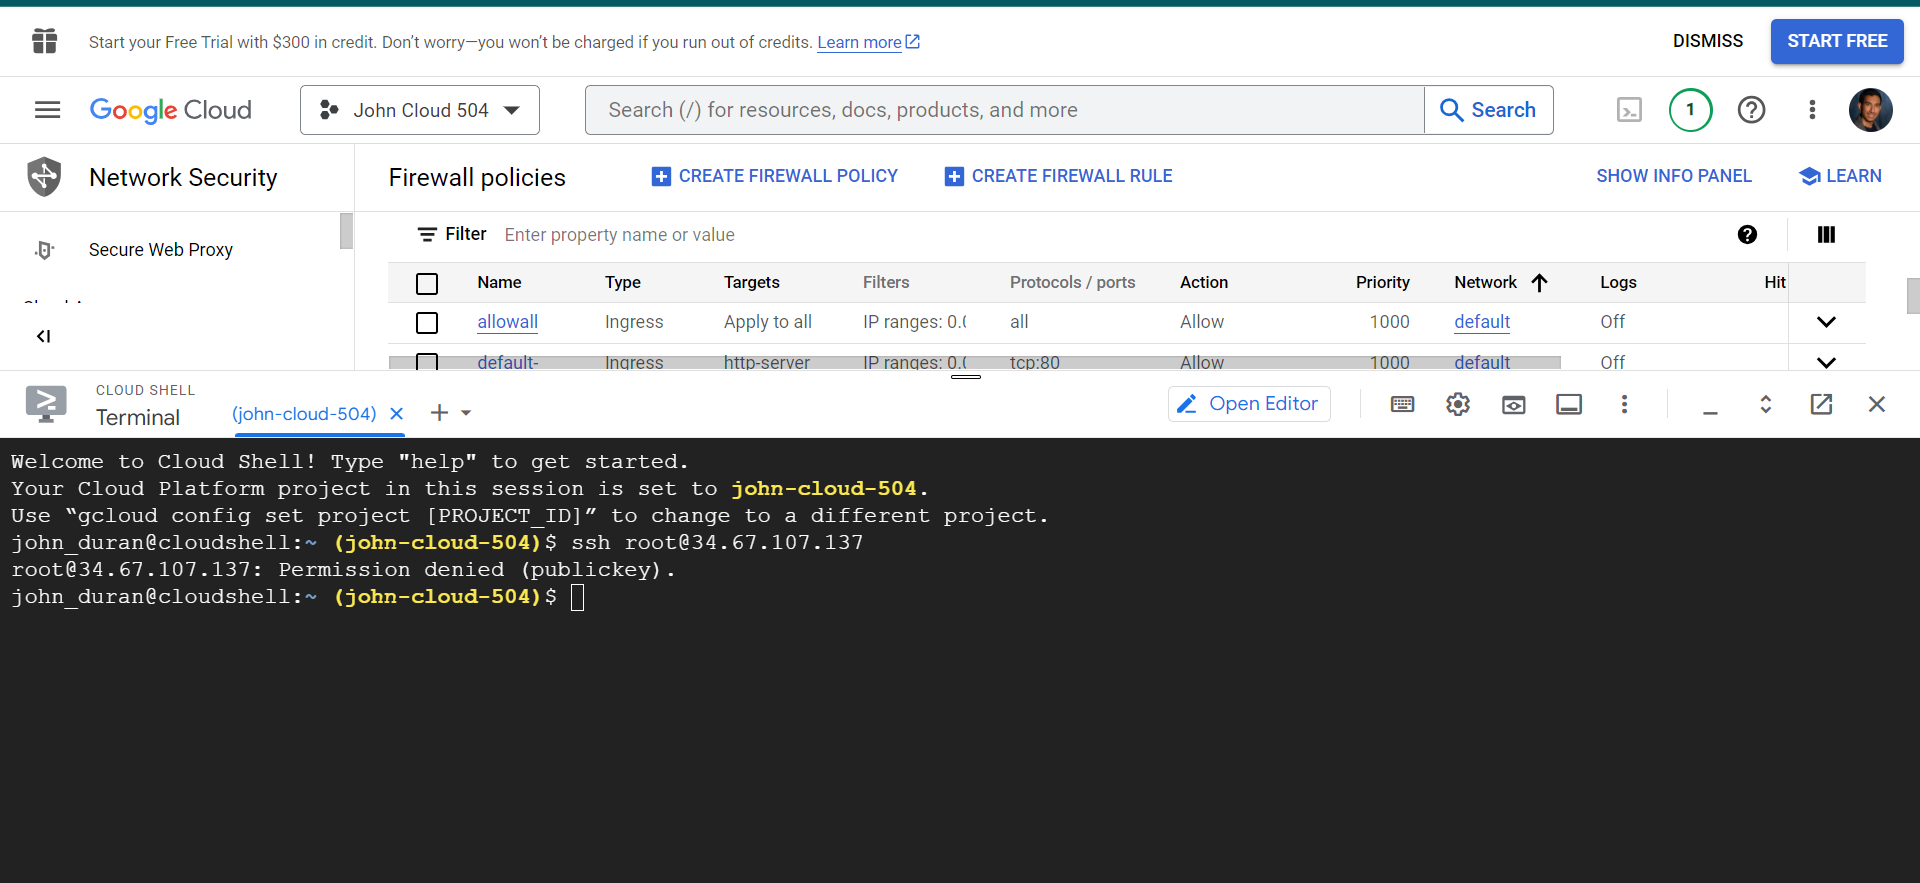 Start your Free Trial with $300 in credit. Don’t worry—you won’t be charged if you run out of credits. Learn more
DISMISS
START FREE
Google Cloud
John Cloud 504
Search (/) for resources, docs, products, and more
Search
1
Network Security
Firewall policies
CREATE FIREWALL POLICY
CREATE FIREWALL RULE
SHOW INFO PANEL
LEARN
Secure Web Proxy
Filter Enter property name or value
Name Type Targets Filters Protocols / ports Action Priority Network Logs Hit
allowall Ingress Apply to all IP ranges: 0.0 all Allow 1000 default Off
default- Ingress http-server IP ranges: 0.0 tcp:80 Allow 1000 default Off
CLOUD SHELL
Terminal
(john-cloud-504)
Open Editor
Welcome to Cloud Shell! Type "help" to get started.
Your Cloud Platform project in this session is set to john-cloud-504.
Use “gcloud config set project [PROJECT_ID]” to change to a different project.
john_duran@cloudshell:~ (john-cloud-504)$ ssh root@34.67.107.137
root@34.67.107.137: Permission denied (publickey).
john_duran@cloudshell:~ (john-cloud-504)$